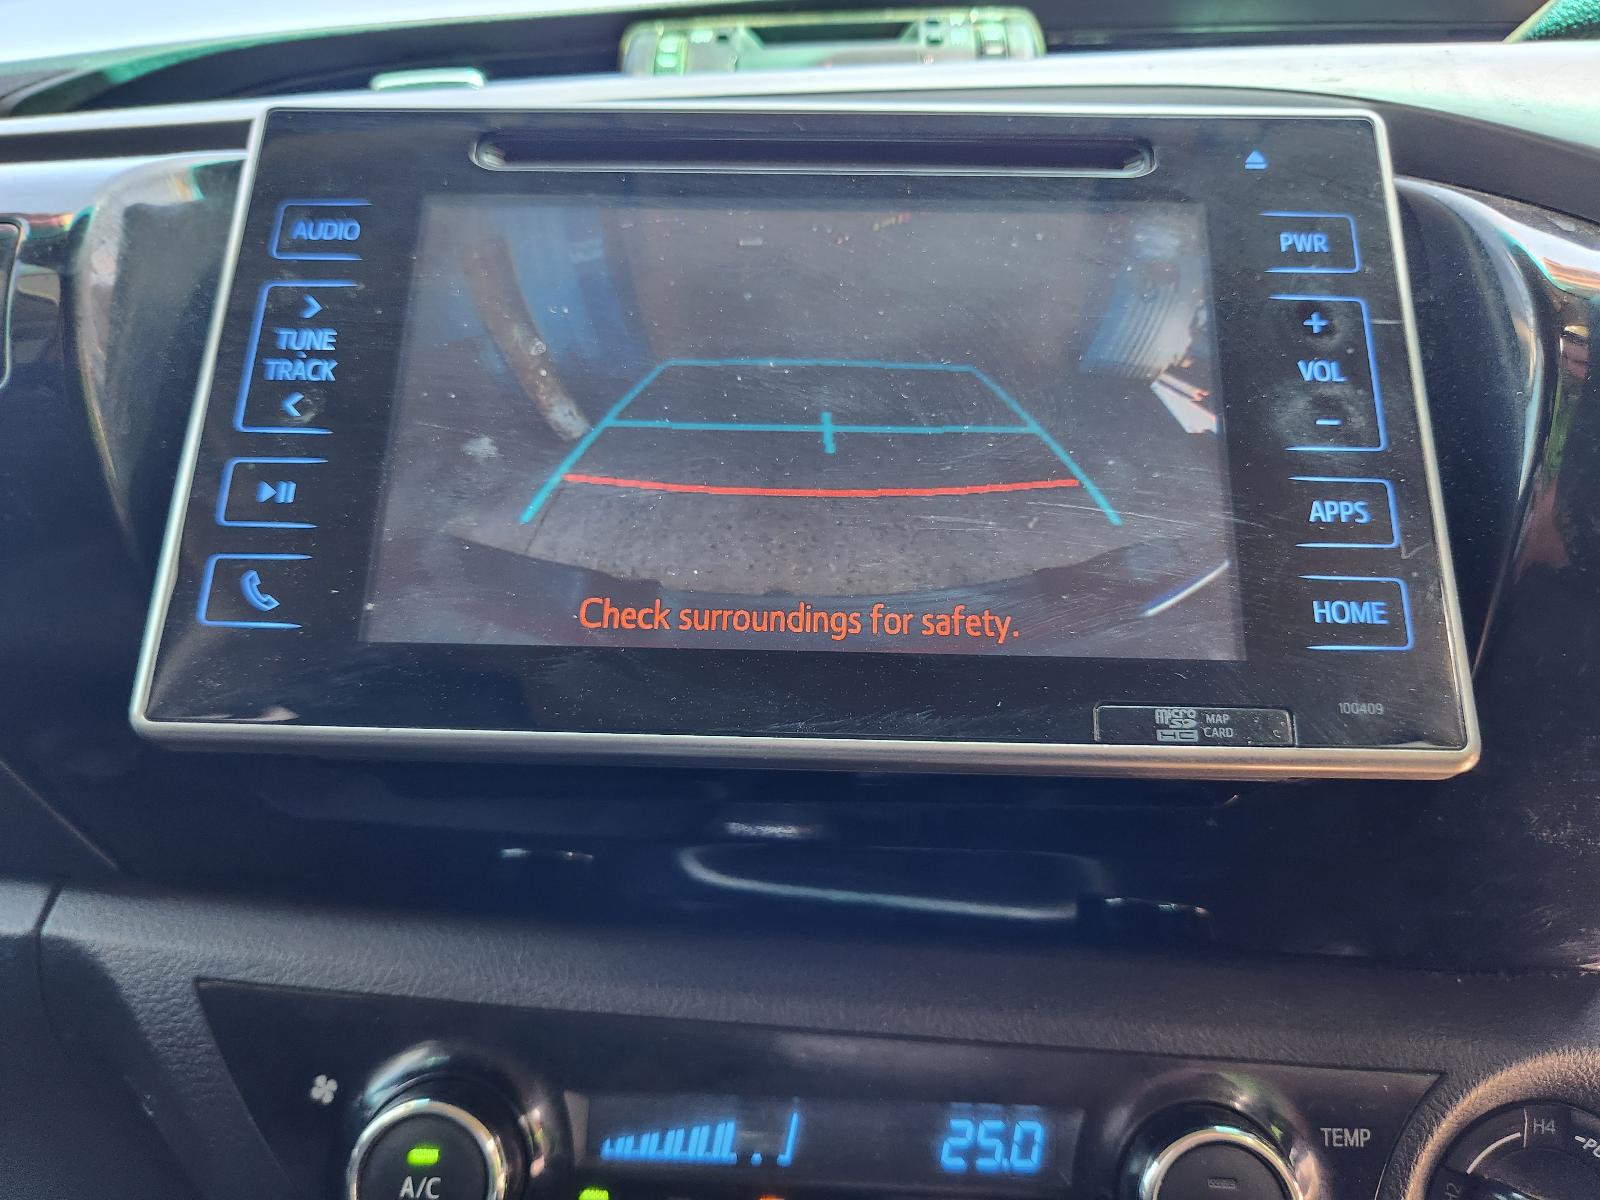 AUDIO
PWR
TUNE
TRACK
+
VOL
-
APPS
HOME
Check surroundings for safety.
100409
micro
SD
HC
MAP
CARD
25.0
TEMP
H4
A/C